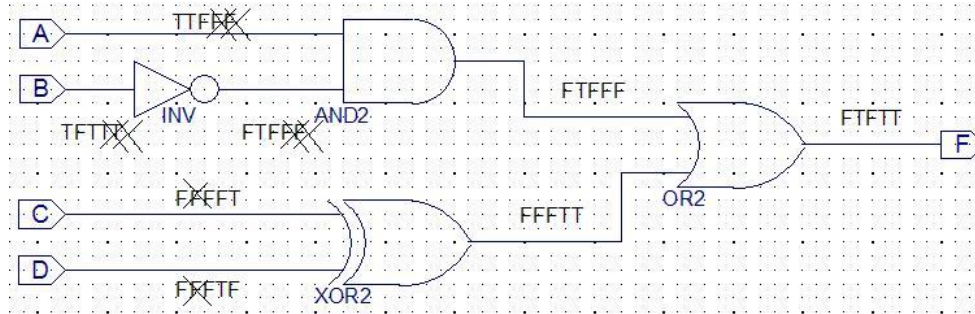 TTFFF
A
B
INV
AND2
TFTTT
FTFFF
FTFFF
FTFTT
F
OR2
FFFFT
C
FFFTT
D
FFFTF
XOR2